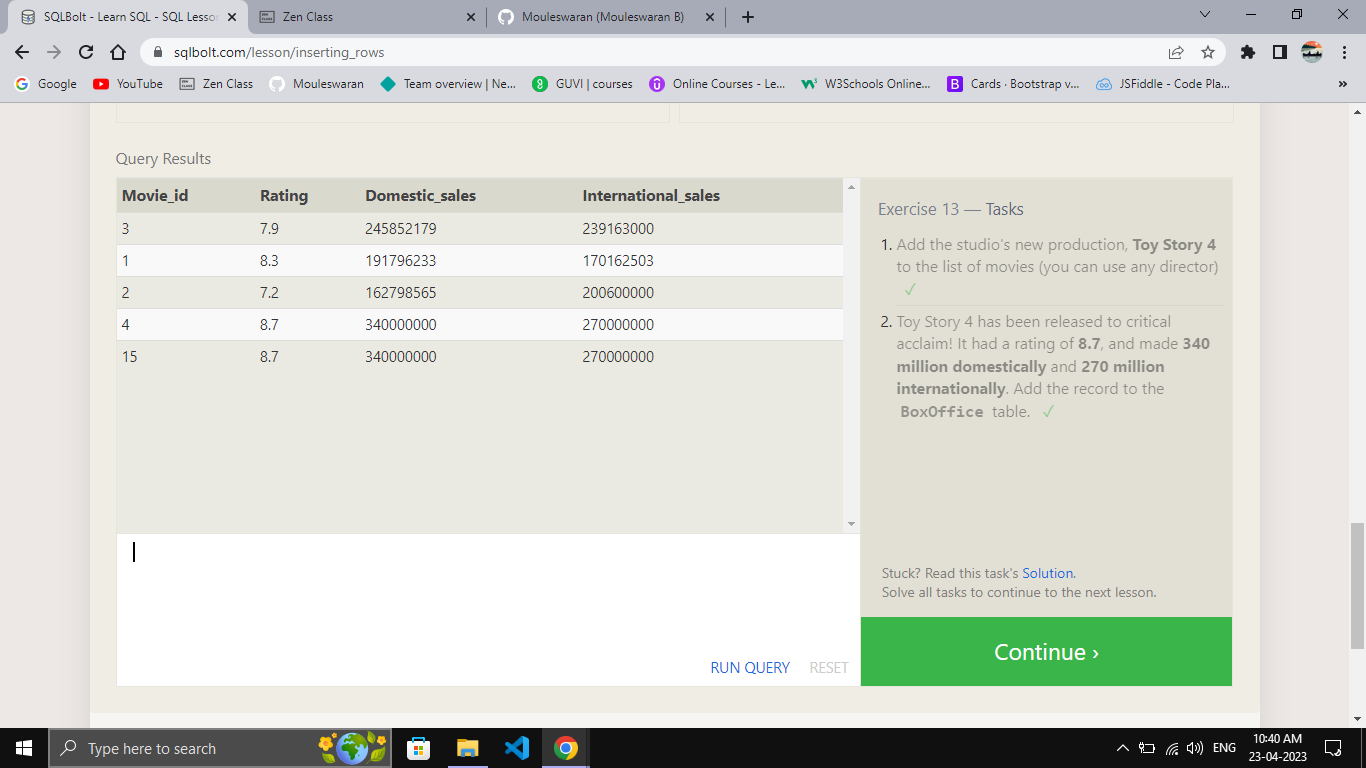 SQLBolt - Learn SQL - SQL Lesson
Zen Class
Mouleswaran (Mouleswaran B)
sqlbolt.com/lesson/inserting_rows
Google
YouTube
Zen Class
Mouleswaran
Team overview | Ne...
GUVI | courses
Online Courses - Le...
W3Schools Online...
Cards · Bootstrap v...
JSFiddle - Code Pla...
»
Query Results
Movie_id Rating Domestic_sales International_sales
3 7.9 245852179 239163000
1 8.3 191796233 170162503
2 7.2 162798565 200600000
4 8.7 340000000 270000000
15 8.7 340000000 270000000
RUN QUERY RESET
Exercise 13 — Tasks
1. Add the studio's new production, Toy Story 4
to the list of movies (you can use any director)
✓
2. Toy Story 4 has been released to critical
acclaim! It had a rating of 8.7, and made 340
million domestically and 270 million
internationally. Add the record to the
BoxOffice table. ✓
Stuck? Read this task's Solution.
Solve all tasks to continue to the next lesson.
Continue ›
Type here to search
ENG
10:40 AM
23-04-2023